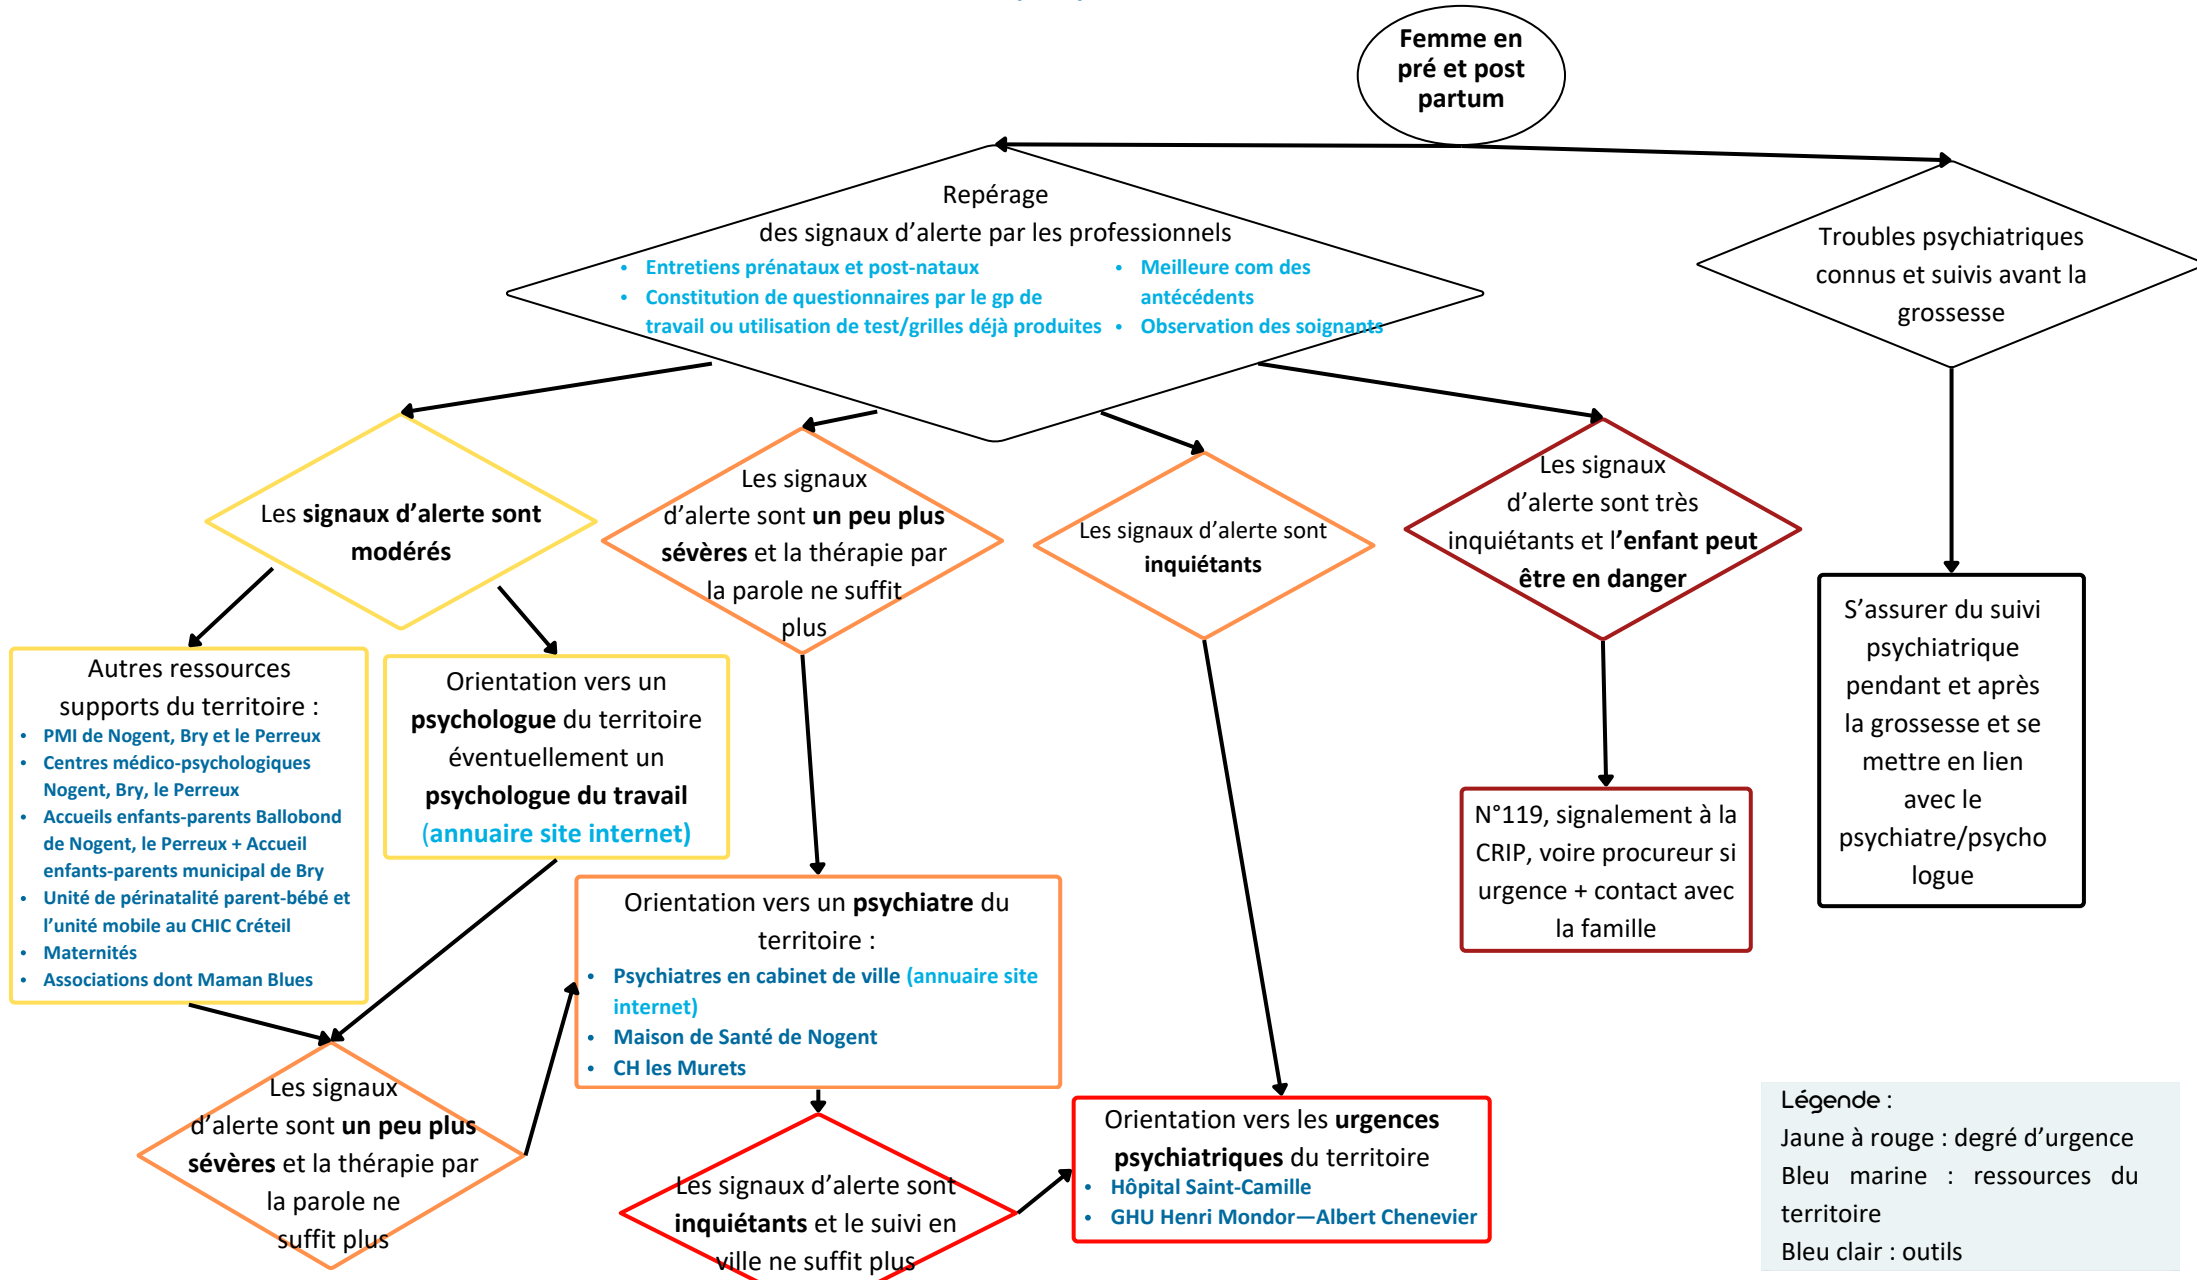 Femme en
pré et post
partum
Repérage
des signaux d'alerte par les professionnels
• Entretiens prénataux et post-nataux
• Constitution de questionnaires par le gp de
travail ou utilisation de test/grilles déjà produites
• Meilleure com des
antécédents
• Observation des soignants
Troubles psychiatriques
connus et suivis avant la
grossesse
Les signaux d'alerte sont
modérés
Les signaux
d'alerte sont un peu plus
sévères et la thérapie par
la parole ne suffit
plus
Les signaux d'alerte sont
inquiétants
Les signaux
d'alerte sont très
inquiétants et l'enfant peut
être en danger
S'assurer du suivi
psychiatrique
pendant et après
la grossesse et se
mettre en lien
avec le
psychiatre/psycho
logue
Autres ressources
supports du territoire :
• PMI de Nogent, Bry et le Perreux
• Centres médico-psychologiques
Nogent, Bry, le Perreux
• Accueils enfants-parents Ballobond
de Nogent, le Perreux + Accueil
enfants-parents municipal de Bry
• Unité de périnatalité parent-bébé et
l'unité mobile au CHIC Créteil
• Maternités
• Associations dont Maman Blues
Orientation vers un
psychologue du territoire
éventuellement un
psychologue du travail
(annuaire site internet)
N°119, signalement à la
CRIP, voire procureur si
urgence + contact avec
la famille
Orientation vers un psychiatre du
territoire :
• Psychiatres en cabinet de ville (annuaire site
internet)
• Maison de Santé de Nogent
• CH les Murets
Les signaux
d'alerte sont un peu plus
sévères et la thérapie par
la parole ne
suffit plus
Les signaux d'alerte sont
inquiétants et le suivi en
ville ne suffit plus
Orientation vers les urgences
psychiatriques du territoire
• Hôpital Saint-Camille
• GHU Henri Mondor—Albert Chenevier
Légende :
Jaune à rouge : degré d'urgence
Bleu marine : ressources du
territoire
Bleu clair : outils